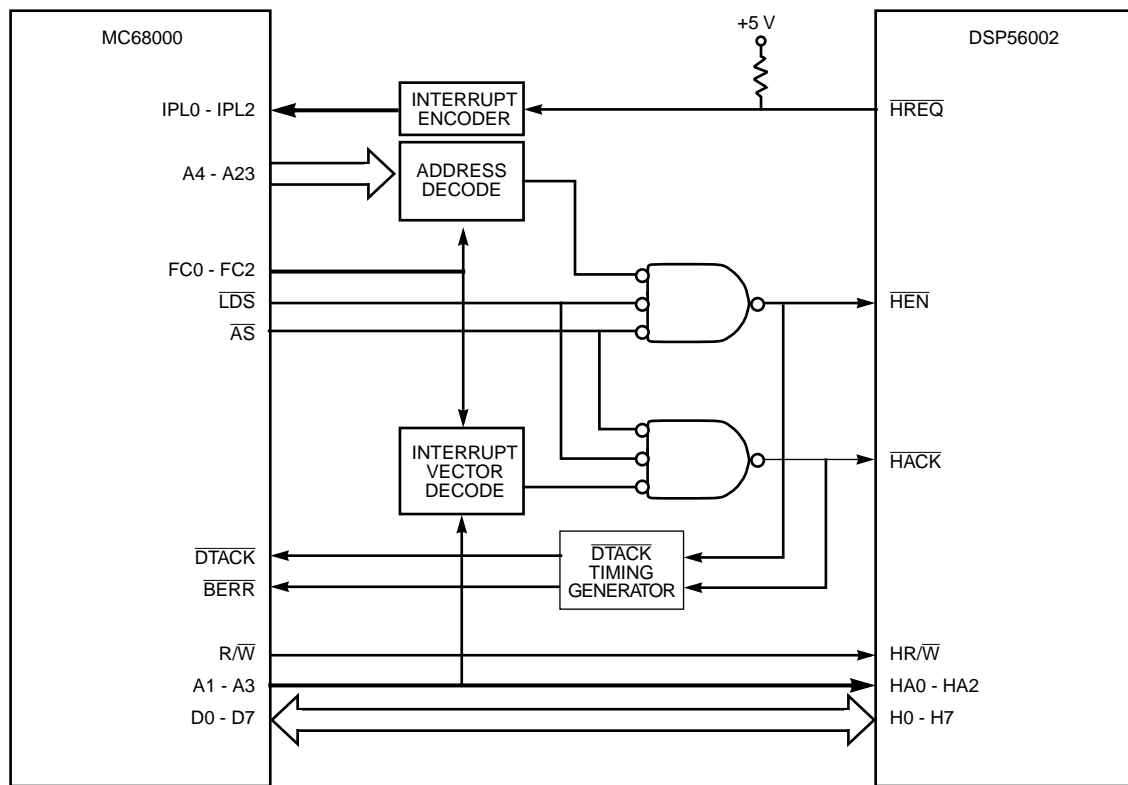 MC68000
+5 V
DSP56002
IPL0 - IPL2
INTERRUPT
ENCODER
HREQ
A4 - A23
ADDRESS
DECODE
FC0 - FC2
LDS
HEN
AS
INTERRUPT
VECTOR
DECODE
HACK
DTACK
DTACK
TIMING
GENERATOR
BERR
R/W
HR/W
A1 - A3
HA0 - HA2
D0 - D7
H0 - H7